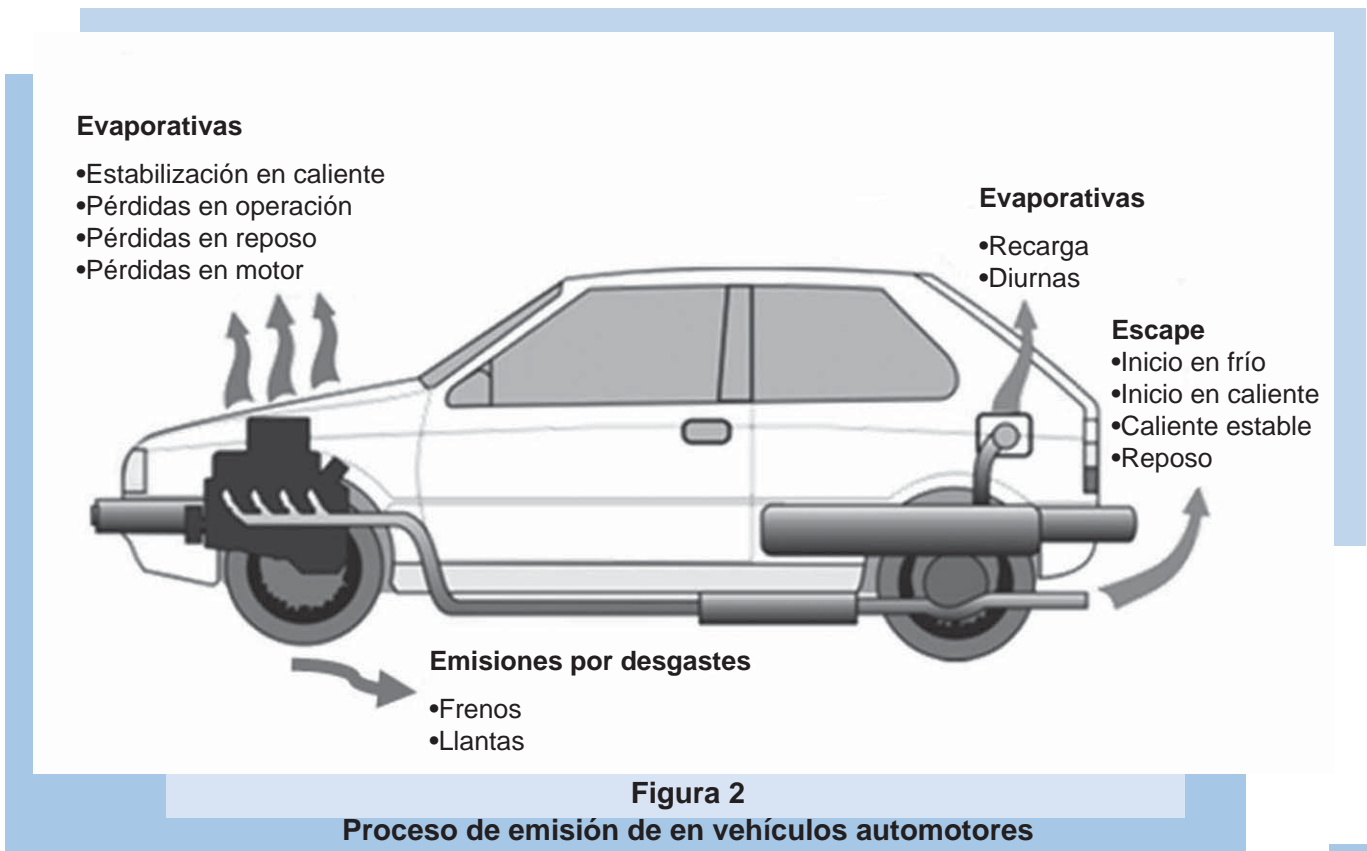 Evaporativas
•Estabilización en caliente
•Pérdidas en operación
•Pérdidas en reposo
•Pérdidas en motor
Evaporativas
•Recarga
•Diurnas
Escape
•Inicio en frío
•Inicio en caliente
•Caliente estable
•Reposo
Emisiones por desgastes
•Frenos
•Llantas
Figura 2
Proceso de emisión de en vehículos automotores